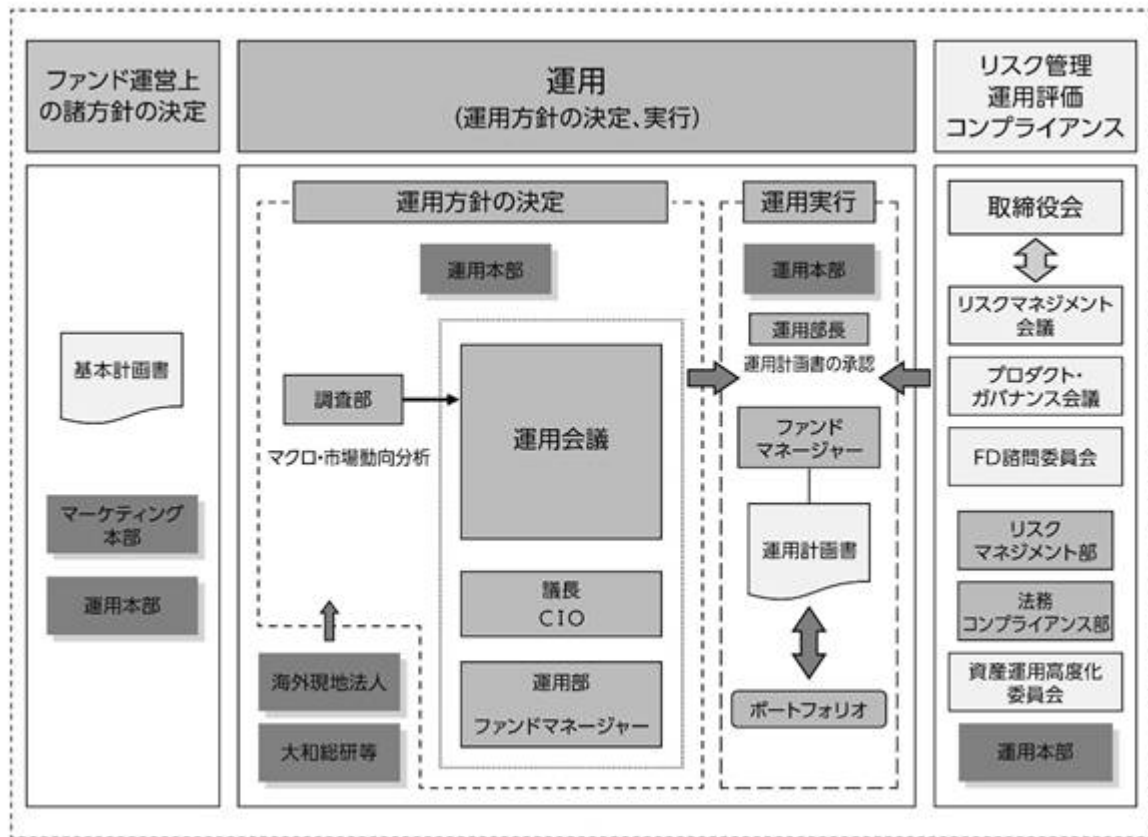 ファンド運営上
の諸方針の決定
運用
(運用方針の決定、実行)
リスク管理
運用評価
コンプライアンス
基本計画書
マーケティング
本部
運用本部
運用方針の決定
運用本部
調査部
マクロ・市場動向分析
運用会議
議長
CIO
運用部
ファンドマネージャー
海外現地法人
大和総研等
運用実行
運用本部
運用部長
運用計画書の承認
ファンド
マネージャー
運用計画書
ポートフォリオ
取締役会
リスクマネジメント
会議
プロダクト・
ガバナンス会議
FD諮問委員会
リスク
マネジメント部
法務
コンプライアンス部
資産運用高度化
委員会
運用本部